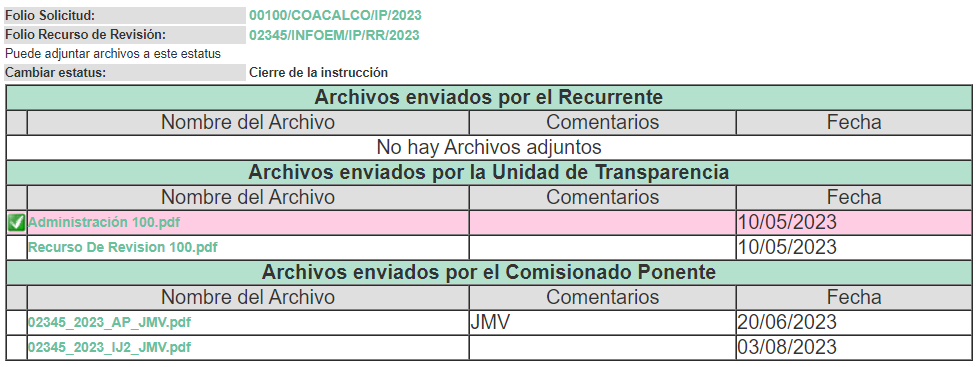 Folio Solicitud: 00100/COACALCO/IP/2023
Folio Recurso de Revisión: 02345/INFOEM/IP/RR/2023
Puede adjuntar archivos a este estatus
Cambiar estatus: Cierre de la instrucción
Archivos enviados por el Recurrente
Nombre del Archivo Comentarios Fecha
No hay Archivos adjuntos
Archivos enviados por la Unidad de Transparencia
Nombre del Archivo Comentarios Fecha
Administración 100.pdf 10/05/2023
Recurso De Revision 100.pdf 10/05/2023
Archivos enviados por el Comisionado Ponente
Nombre del Archivo Comentarios Fecha
02345_2023_AP_JMV.pdf JMV 20/06/2023
02345_2023_IJ2_JMV.pdf 03/08/2023